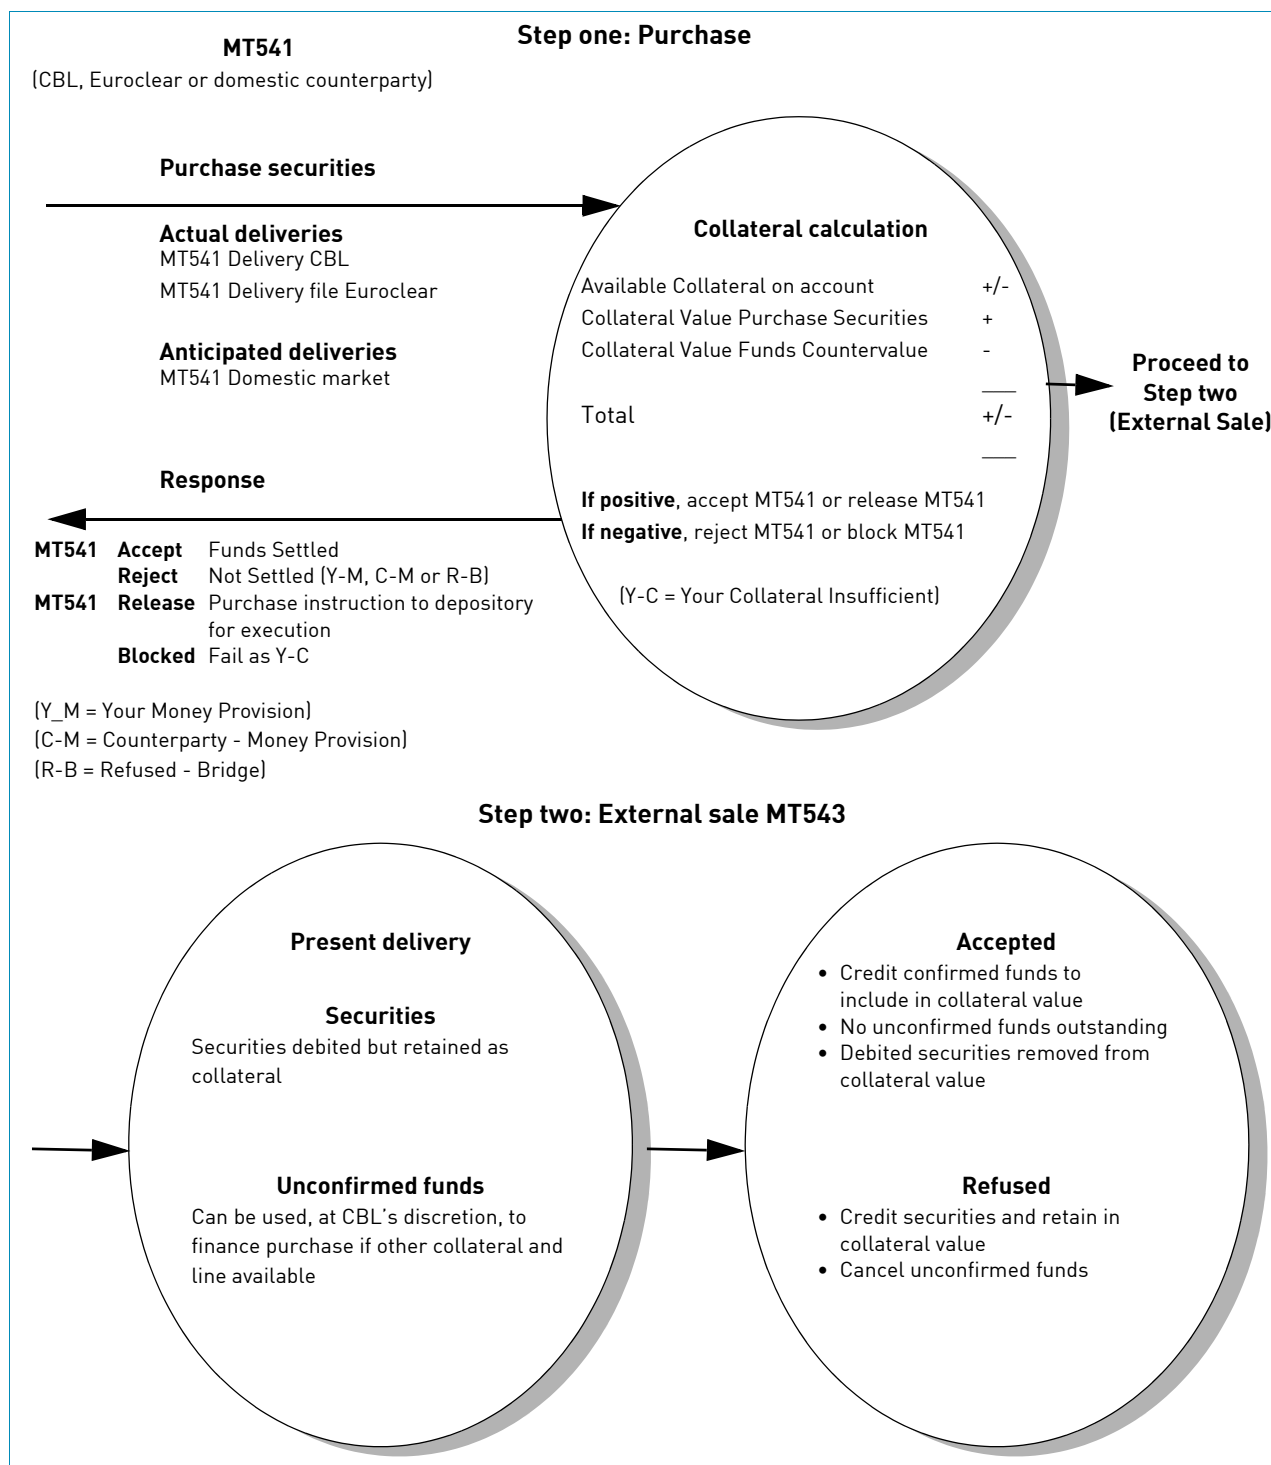 Step one: Purchase
MT541
(CBL, Euroclear or domestic counterparty)
Purchase securities
Actual deliveries
MT541 Delivery CBL
MT541 Delivery file Euroclear
Anticipated deliveries
MT541 Domestic market
Collateral calculation
Available Collateral on account +/-
Collateral Value Purchase Securities +
Collateral Value Funds Countervalue -
Total +/-
If positive, accept MT541 or release MT541
If negative, reject MT541 or block MT541
(Y-C = Your Collateral Insufficient)
Proceed to
Step two
(External Sale)
Response
MT541 Accept Funds Settled
Reject Not Settled (Y-M, C-M or R-B)
MT541 Release Purchase instruction to depository
for execution
Blocked Fail as Y-C
(Y_M = Your Money Provision)
(C-M = Counterparty - Money Provision)
(R-B = Refused - Bridge)
Step two: External sale MT543
Present delivery
Securities
Securities debited but retained as
collateral
Unconfirmed funds
Can be used, at CBL's discretion, to
finance purchase if other collateral and
line available
Accepted
• Credit confirmed funds to
include in collateral value
• No unconfirmed funds outstanding
• Debited securities removed from
collateral value
Refused
• Credit securities and retain in
collateral value
• Cancel unconfirmed funds